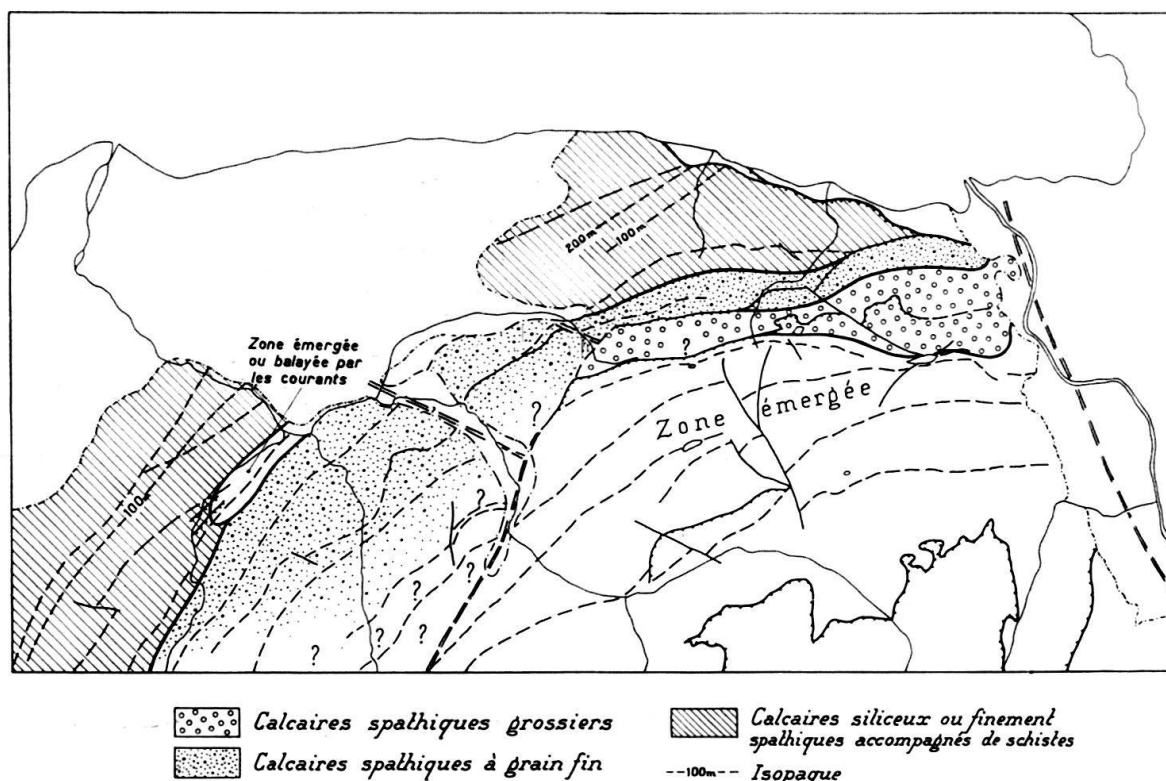 200m
100m
Zone émergée
ou balayée par
les courants
?
Zone émergée
?
100m
?
?
?
?
?
?
Calcaires spathiques grossiers
Calcaires spathiques à grain fin
Calcaires siliceux ou finement
spathiques accompagnés de schistes
--100m-- Isopaque